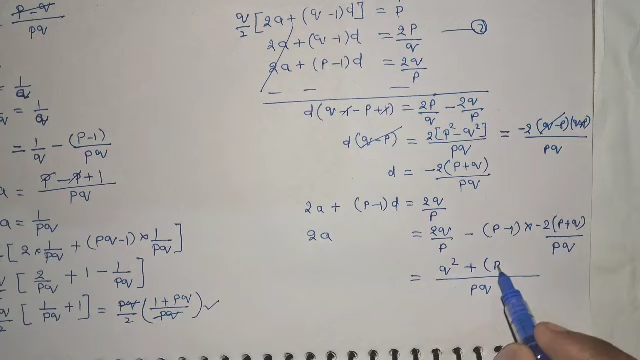 p-q/pq
= 1/q
q = 1/q
= 1/q - (p-1)/pq
a = p - p + 1/pq
a = 1/pq
[2 × 1/pq + (pq-1) × 1/pq]
[2/pq + 1 - 1/pq]
/2 [1/pq + 1] = pq/2 (1+pq/pq) ✓
q/2 [2a + (q-1)d] = p
2a + (q-1)d = 2p/q —②
2a + (p-1)d = 2q/p
- - -
d(q-1-p+1) = 2p/q - 2q/p
d(q-p) = 2[p²-q²]/pq = -2(q-p)(q+p)/pq
d = -2(p+q)/pq
2a + (p-1)d = 2q/p
2a = 2q/p - (p-1) × -2(p+q)/pq
= q² + (p/pq